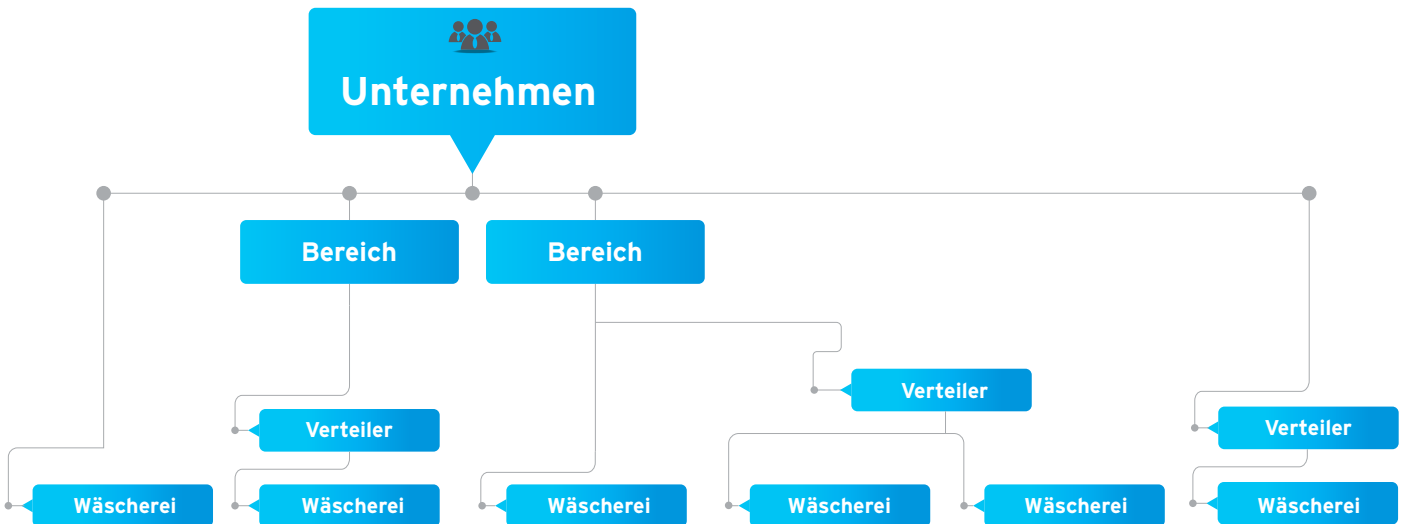 Unternehmen
Bereich
Bereich
Verteiler
Verteiler
Verteiler
Wäscherei
Wäscherei
Wäscherei
Wäscherei
Wäscherei
Wäscherei